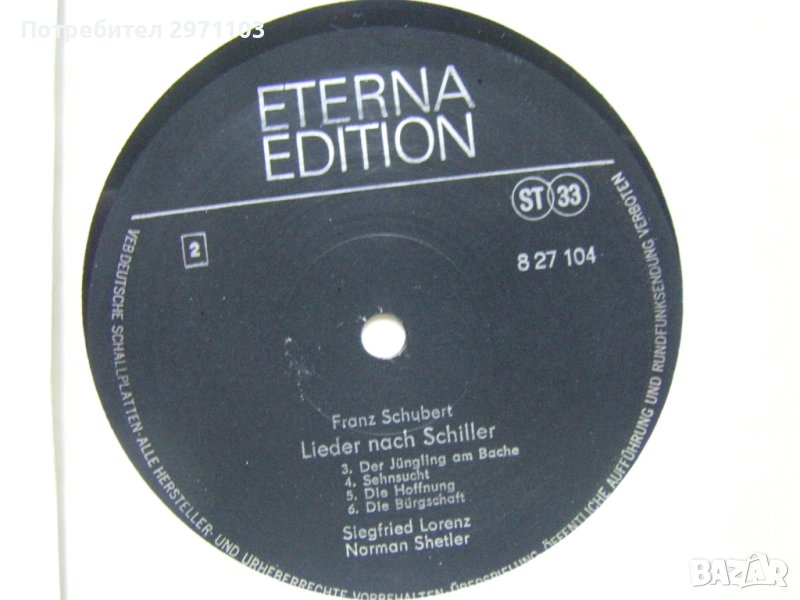 Потребител 2971103
ETERNA
EDITION
ST 33
2
8 27 104
Franz Schubert
Lieder nach Schiller
3. Der Jüngling am Bache
4. Sehnsucht
5. Die Hoffnung
6. Die Bürgschaft
Siegfried Lorenz
Norman Shetler
VEB DEUTSCHE SCHALLPLATTEN·ALLE HERSTELLER- UND URHEBERRECHTE VORBEHALTEN·ÜBERSPIELUNG, ÖFFENTLICHE AUFFÜHRUNG UND RUNDFUNKSENDUNG VERBOTEN
BAZAR